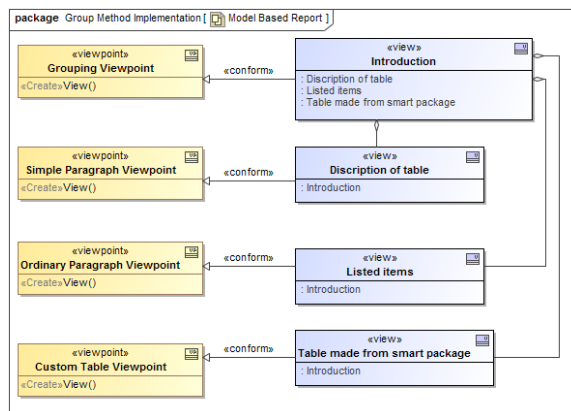 package Group Method Implementation [ Model Based Report ]
«viewpoint»
Grouping Viewpoint
«Create»View()
«conform»
«view»
Introduction
: Discription of table
: Listed items
: Table made from smart package
«viewpoint»
Simple Paragraph Viewpoint
«Create»View()
«conform»
«view»
Discription of table
: Introduction
«viewpoint»
Ordinary Paragraph Viewpoint
«Create»View()
«conform»
«view»
Listed items
: Introduction
«viewpoint»
Custom Table Viewpoint
«Create»View()
«conform»
«view»
Table made from smart package
: Introduction